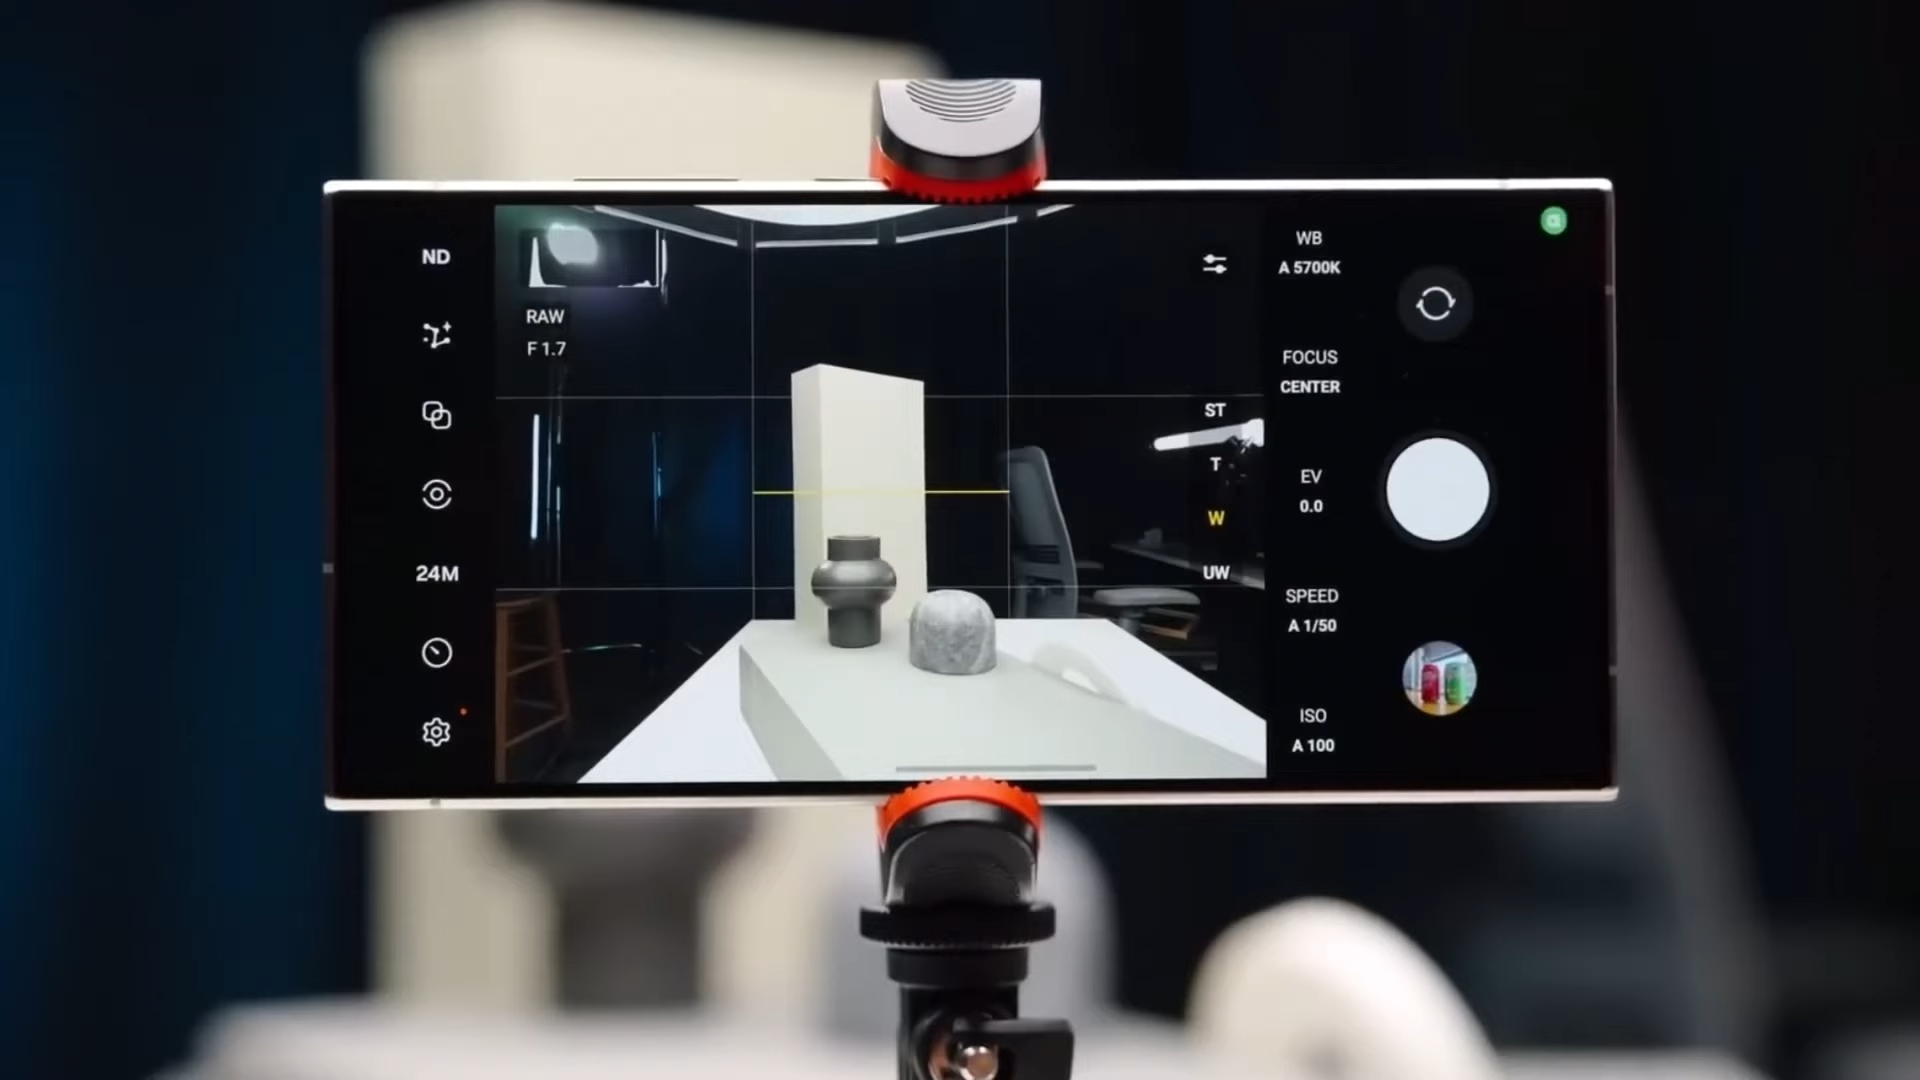 ND
24M
RAW
F 1.7
ST
T
W
UW
WB
A 5700K
FOCUS
CENTER
EV
0.0
SPEED
A 1/50
ISO
A 100